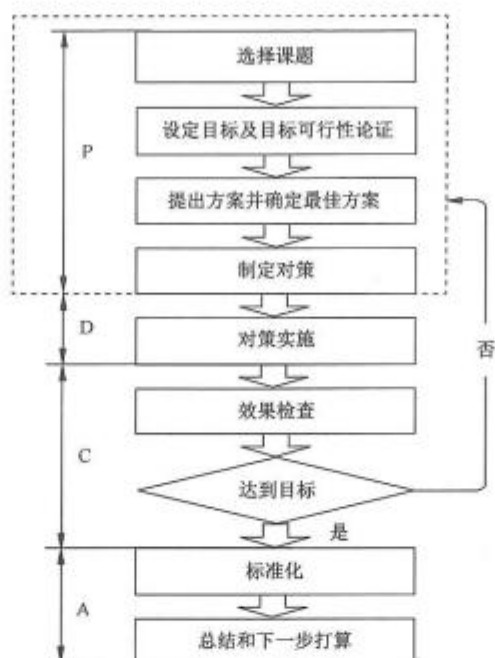 选择课题
设定目标及目标可行性论证
P
提出方案并确定最佳方案
制定对策
D
对策实施
否
效果检查
C
达到目标
是
标准化
A
总结和下一步打算